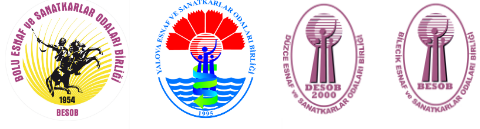 BOLU ESNAF ve SANATKARLAR ODALARI BİRLİĞİ
1954
BESOB
YALOVA ESNAF VE SANATKARLAR ODALARI BİRLİĞİ
1995
DÜZCE ESNAF ve SANATKARLAR ODALARI BİRLİĞİ
DESOB
2000
BİLECİK ESNAF ve SANATKARLAR ODALARI BİRLİĞİ
BESOB